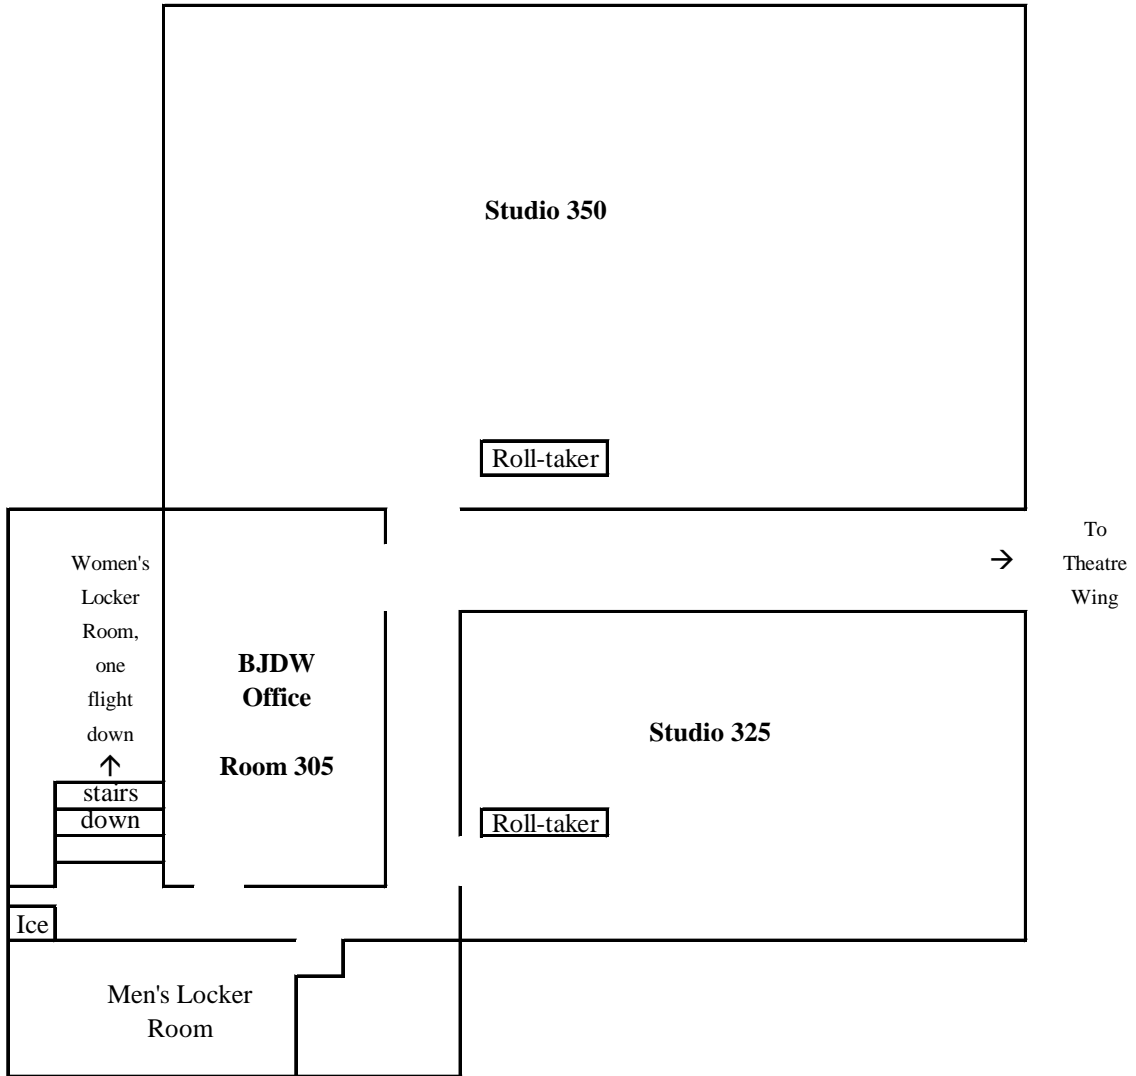 Studio 350
Roll-taker
To
Theatre
Wing
→
Women's
Locker
Room,
one
flight
down
↑
stairs
down
BJDW
Office
Room 305
Studio 325
Roll-taker
Ice
Men's Locker
Room